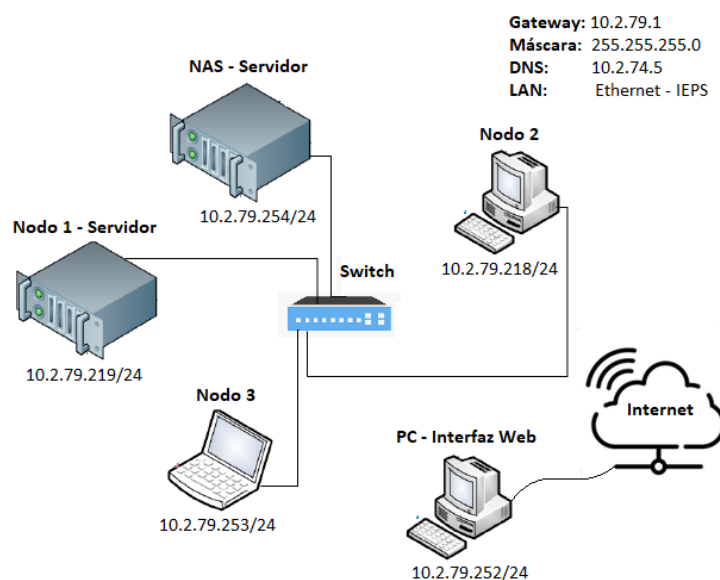 Gateway: 10.2.79.1
Máscara: 255.255.255.0
DNS: 10.2.74.5
LAN: Ethernet - IEPS
NAS - Servidor
10.2.79.254/24
Nodo 2
10.2.79.218/24
Nodo 1 - Servidor
10.2.79.219/24
Switch
Nodo 3
10.2.79.253/24
PC - Interfaz Web
10.2.79.252/24
Internet